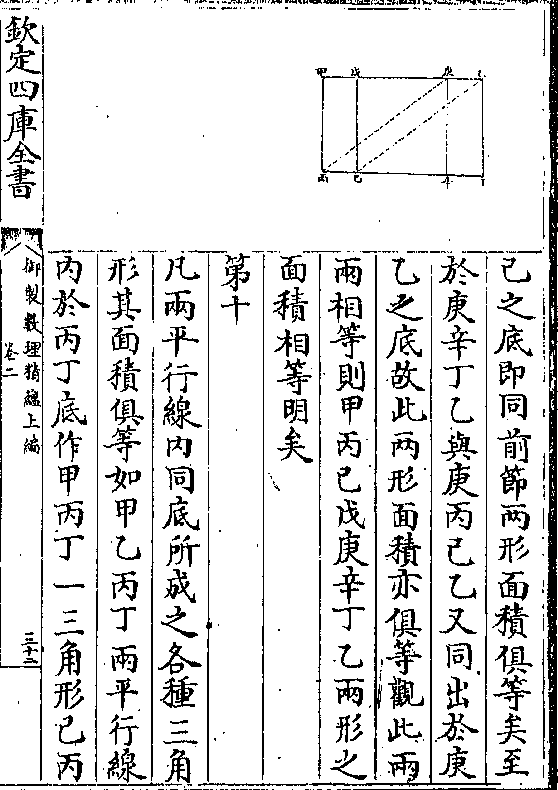 己之底即同前節两形面積俱等矣至
於庚辛丁乙與庚丙己乙又同出於庚
乙之底故此两形面積亦俱等觀此兩
兩相等則甲丙己戊庚辛丁乙兩形之
面積相等明矣
第十
凡兩平行線内同底所成之各種三角
形其面積俱等如甲乙丙丁兩平行線
内於丙丁底作甲丙丁一三角形己丙
欽定四庫全書
御製數理精蘊上編
卷二
三十二
甲 戊 庚 乙
丙 己 辛 丁